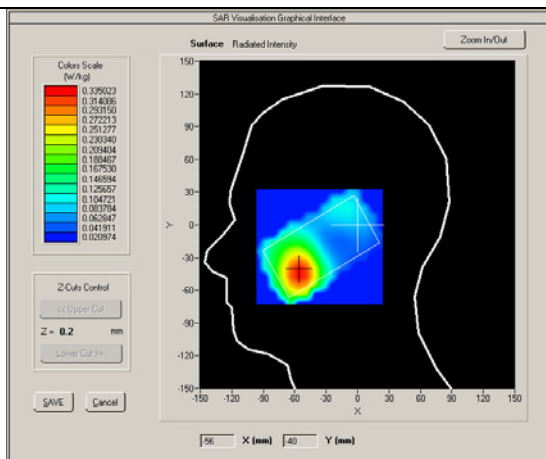 SAR Visualisation Graphical Interface
Surface Radiated Intensity
Zoom In/Out
Colors Scale
(W/kg)
0.335023
0.314086
0.293150
0.272213
0.251277
0.230340
0.209404
0.188467
0.167530
0.146594
0.125657
0.104721
0.083784
0.062847
0.041911
0.020974
150
120
90
60
30
0
-30
-60
-90
-120
-150
Y
-150 -120 -90 -60 -30 0 30 60 90 120 150
X
Z-Cuts Control
<< Upper Cut
Z = 0.2 mm
Lower Cut >>
SAVE Cancel
-56 X (mm) -40 Y (mm)